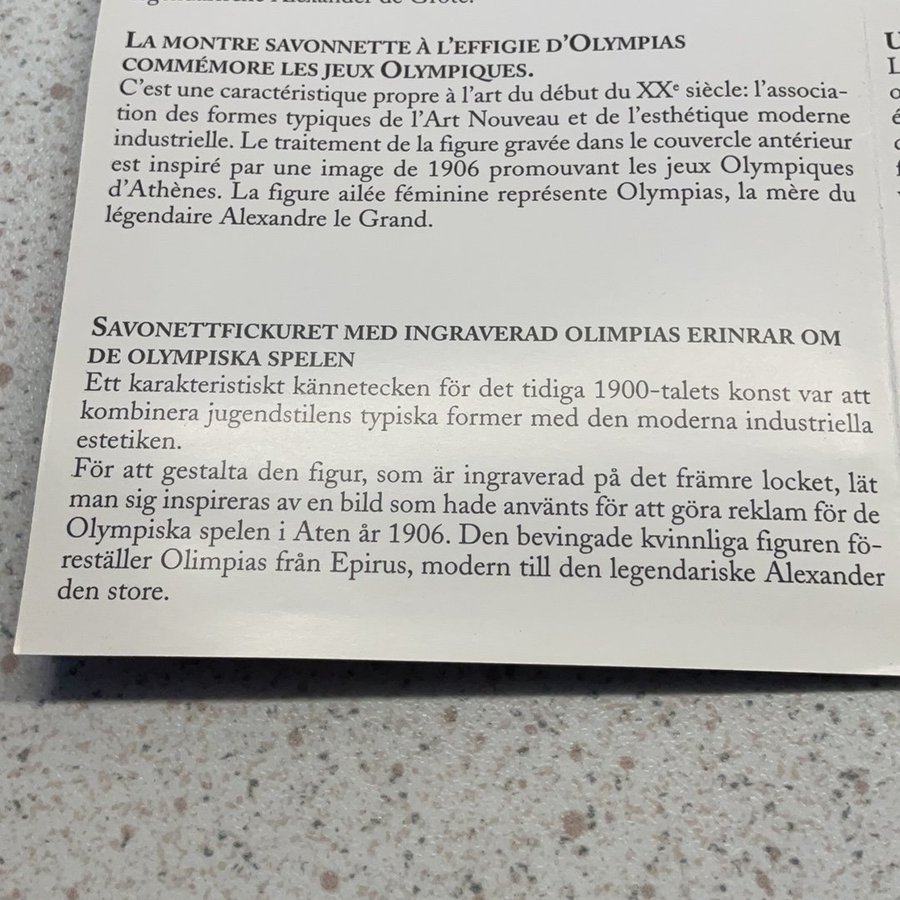 Alexander de Grote.
LA MONTRE SAVONNETTE À L'EFFIGIE D'OLYMPIAS
COMMÉMORE LES JEUX OLYMPIQUES.
C'est une caractéristique propre à l'art du début du XXe siècle: l'associa-
tion des formes typiques de l'Art Nouveau et de l'esthétique moderne
industrielle. Le traitement de la figure gravée dans le couvercle antérieur
est inspiré par une image de 1906 promouvant les jeux Olympiques
d'Athènes. La figure ailée féminine représente Olympias, la mère du
légendaire Alexandre le Grand.
SAVONETTFICKURET MED INGRAVERAD OLIMPIAS ERINRAR OM
DE OLYMPISKA SPELEN
Ett karakteristiskt kännetecken för det tidiga 1900-talets konst var att
kombinera jugendstilens typiska former med den moderna industriella
estetiken.
För att gestalta den figur, som är ingraverad på det främre locket, lät
man sig inspireras av en bild som hade använts för att göra reklam för de
Olympiska spelen i Aten år 1906. Den bevingade kvinnliga figuren fö-
reställer Olimpias från Epirus, modern till den legendariske Alexander
den store.